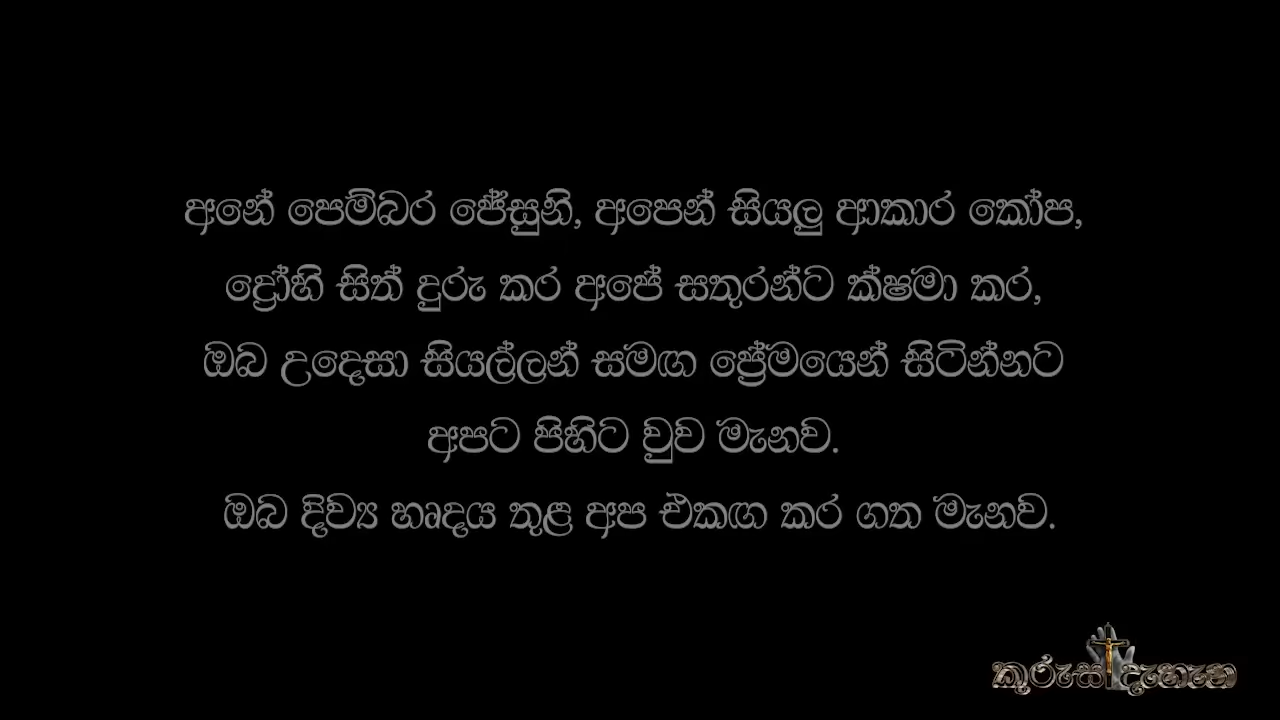 අනේ පෙම්බර ජේසුනි, අපෙන් සියලු ආකාර කෝප,
ද්‍රෝහි සිත් දුරු කර අපේ සතුරන්ට ක්ෂමා කර,
ඔබ උදෙසා සියල්ලන් සමඟ ප්‍රේමයෙන් සිටින්නට
අපට පිහිට වුව මැනව.
ඔබ දිව්‍ය හෘදය තුළ අප එකඟ කර ගත මැනව.
කුරුස දැහැන